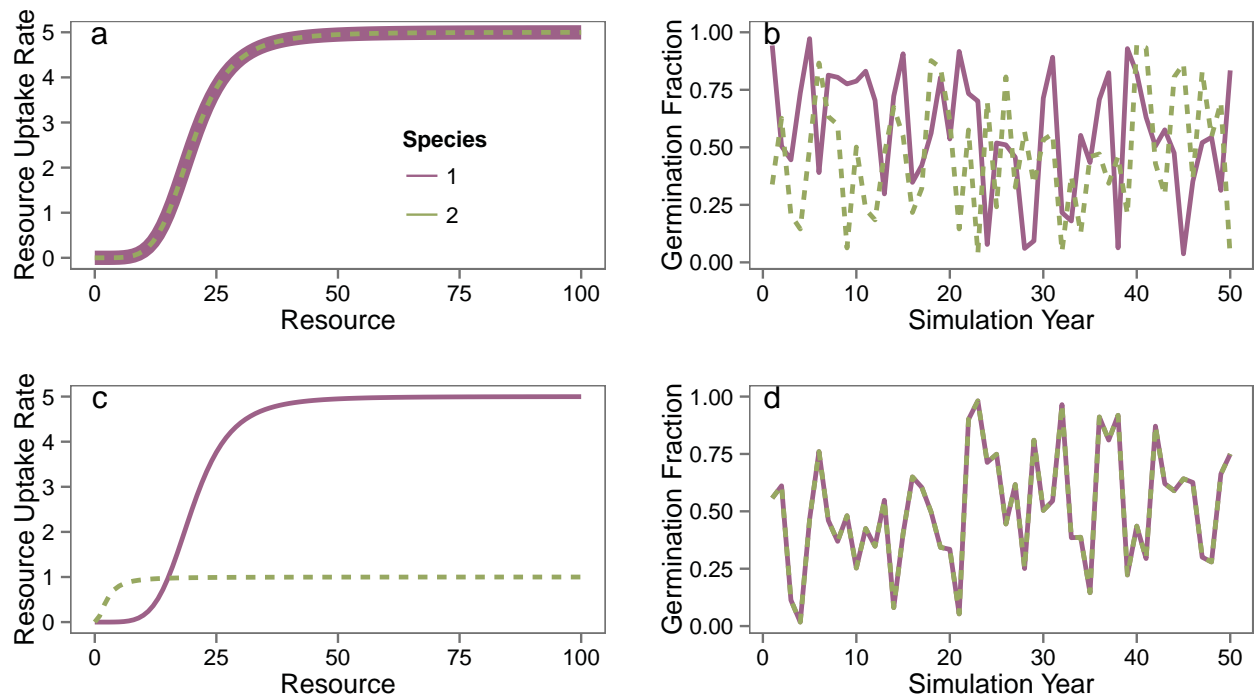 a
Resource Uptake Rate
5
4
3
2
1
0
Species
1
2
0 25 50 75 100
Resource
b
Germination Fraction
1.00
0.75
0.50
0.25
0.00
0 10 20 30 40 50
Simulation Year
c
Resource Uptake Rate
5
4
3
2
1
0
0 25 50 75 100
Resource
d
Germination Fraction
1.00
0.75
0.50
0.25
0.00
0 10 20 30 40 50
Simulation Year